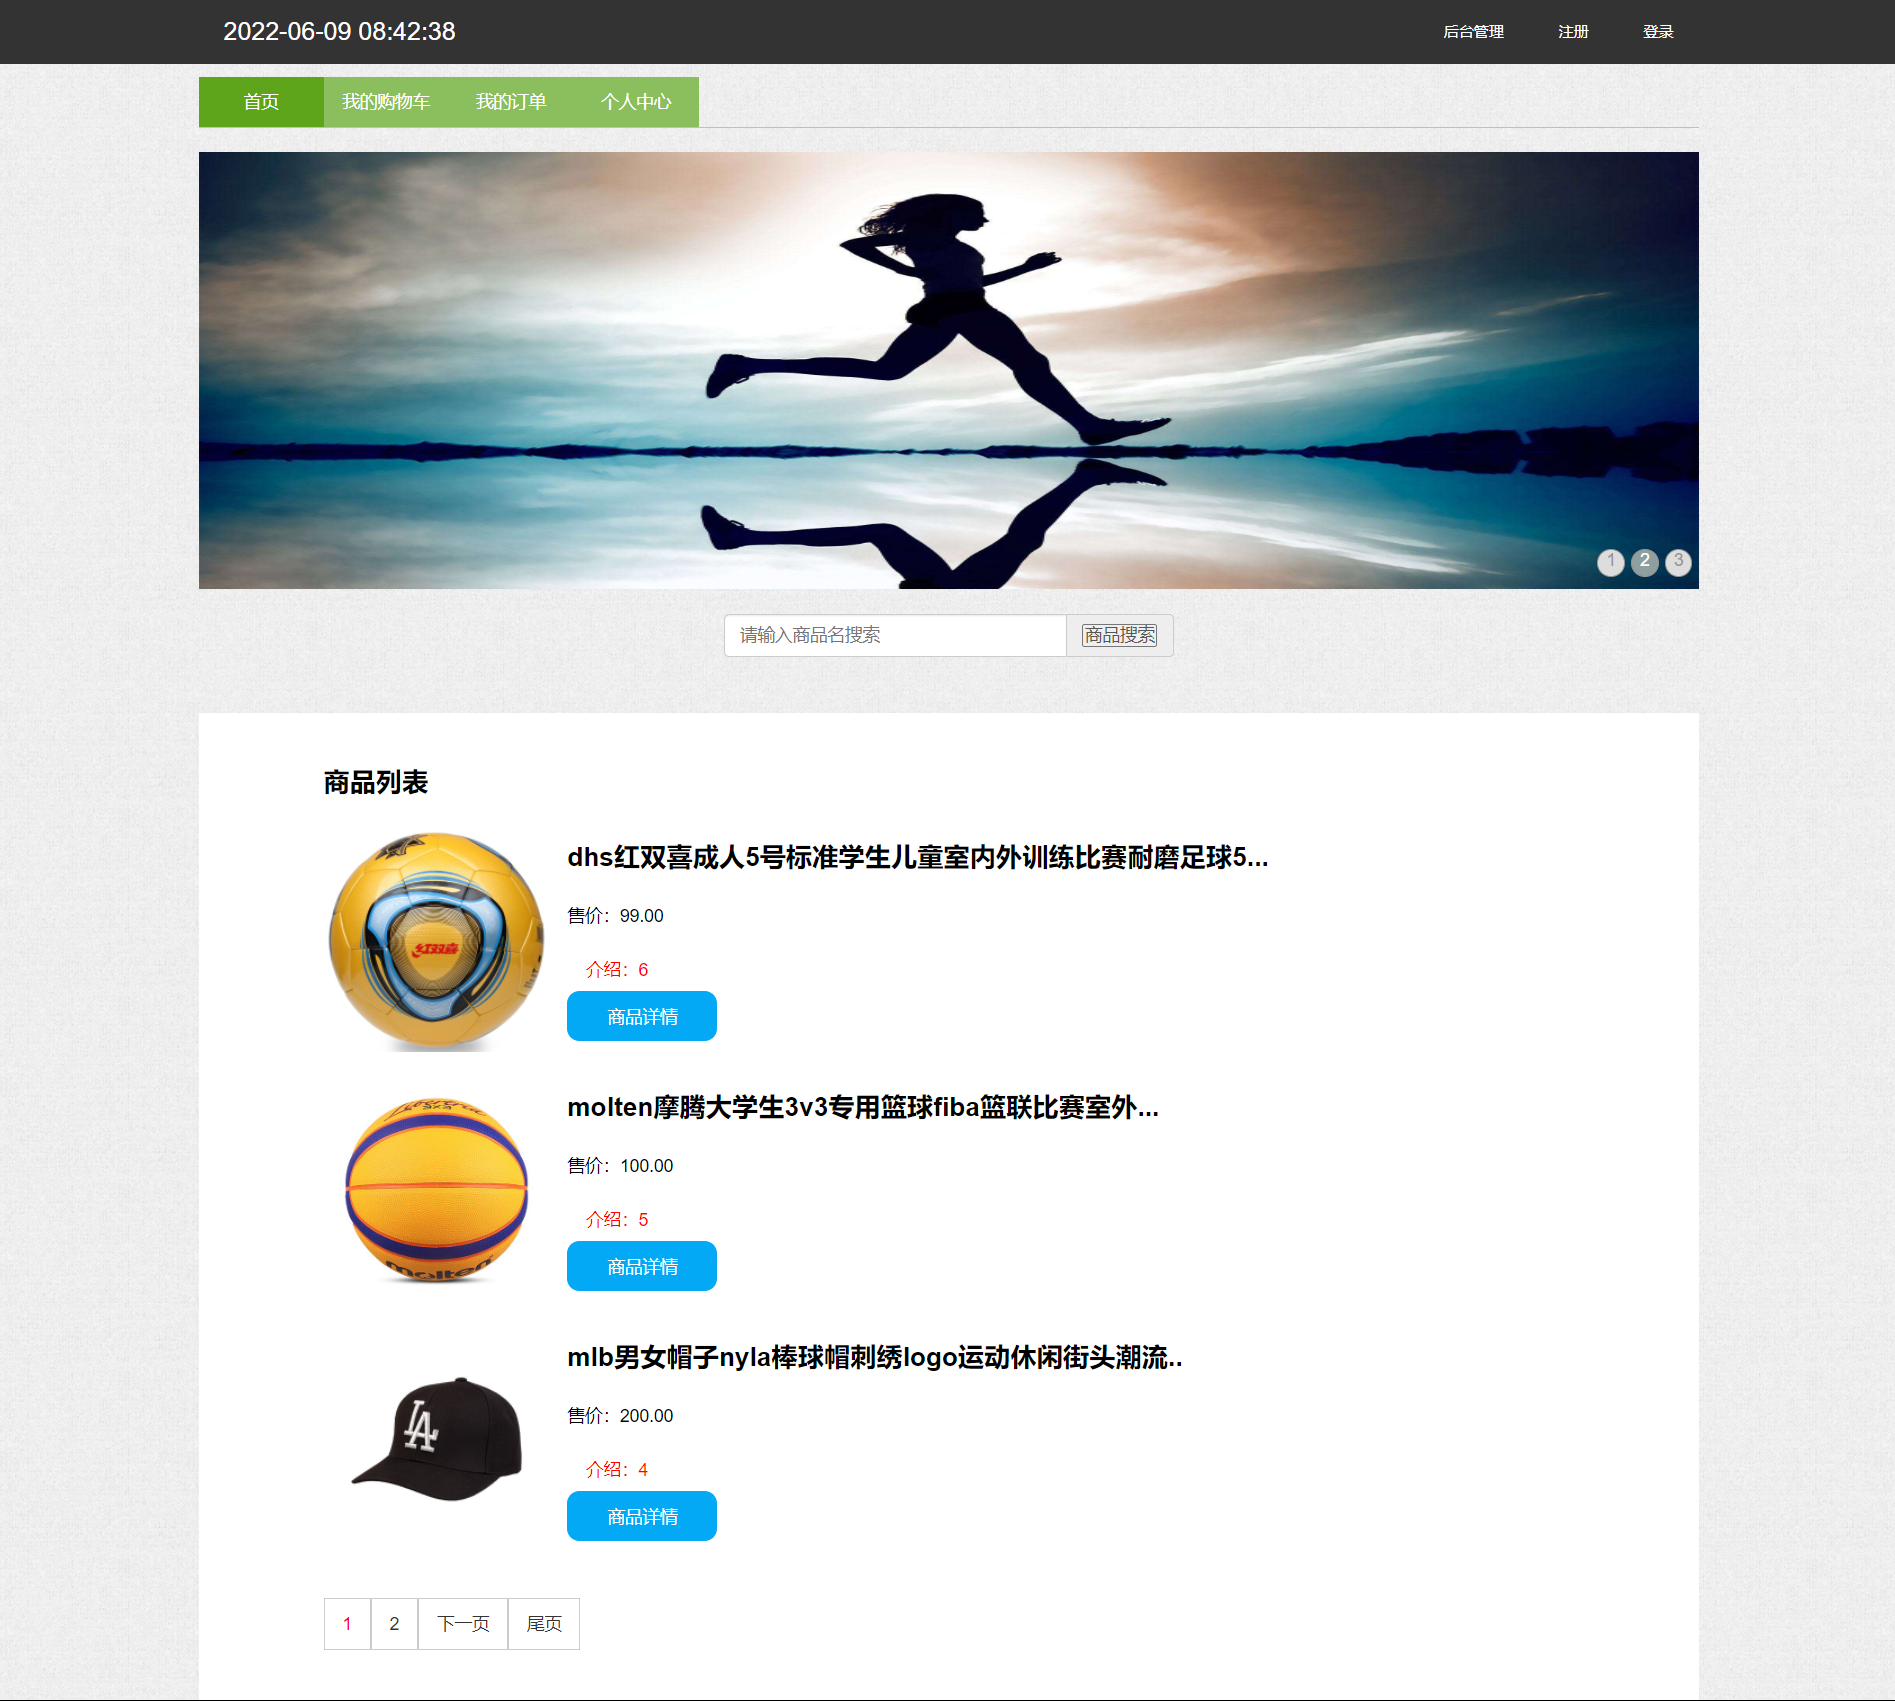 2022-06-09 08:42:38 后台管理 注册 登录
首页 我的购物车 我的订单 个人中心
1 2 3
请输入商品名搜索 商品搜索
商品列表
dhs红双喜成人5号标准学生儿童室内外训练比赛耐磨足球5...
红双喜
售价：99.00
介绍：6
商品详情
molten摩腾大学生3v3专用篮球fiba篮联比赛室外...
Libertria
3x3
售价：100.00
介绍：5
molten
商品详情
mlb男女帽子nyla棒球帽刺绣logo运动休闲街头潮流..
售价：200.00
LA
介绍：4
商品详情
1 2 下一页 尾页